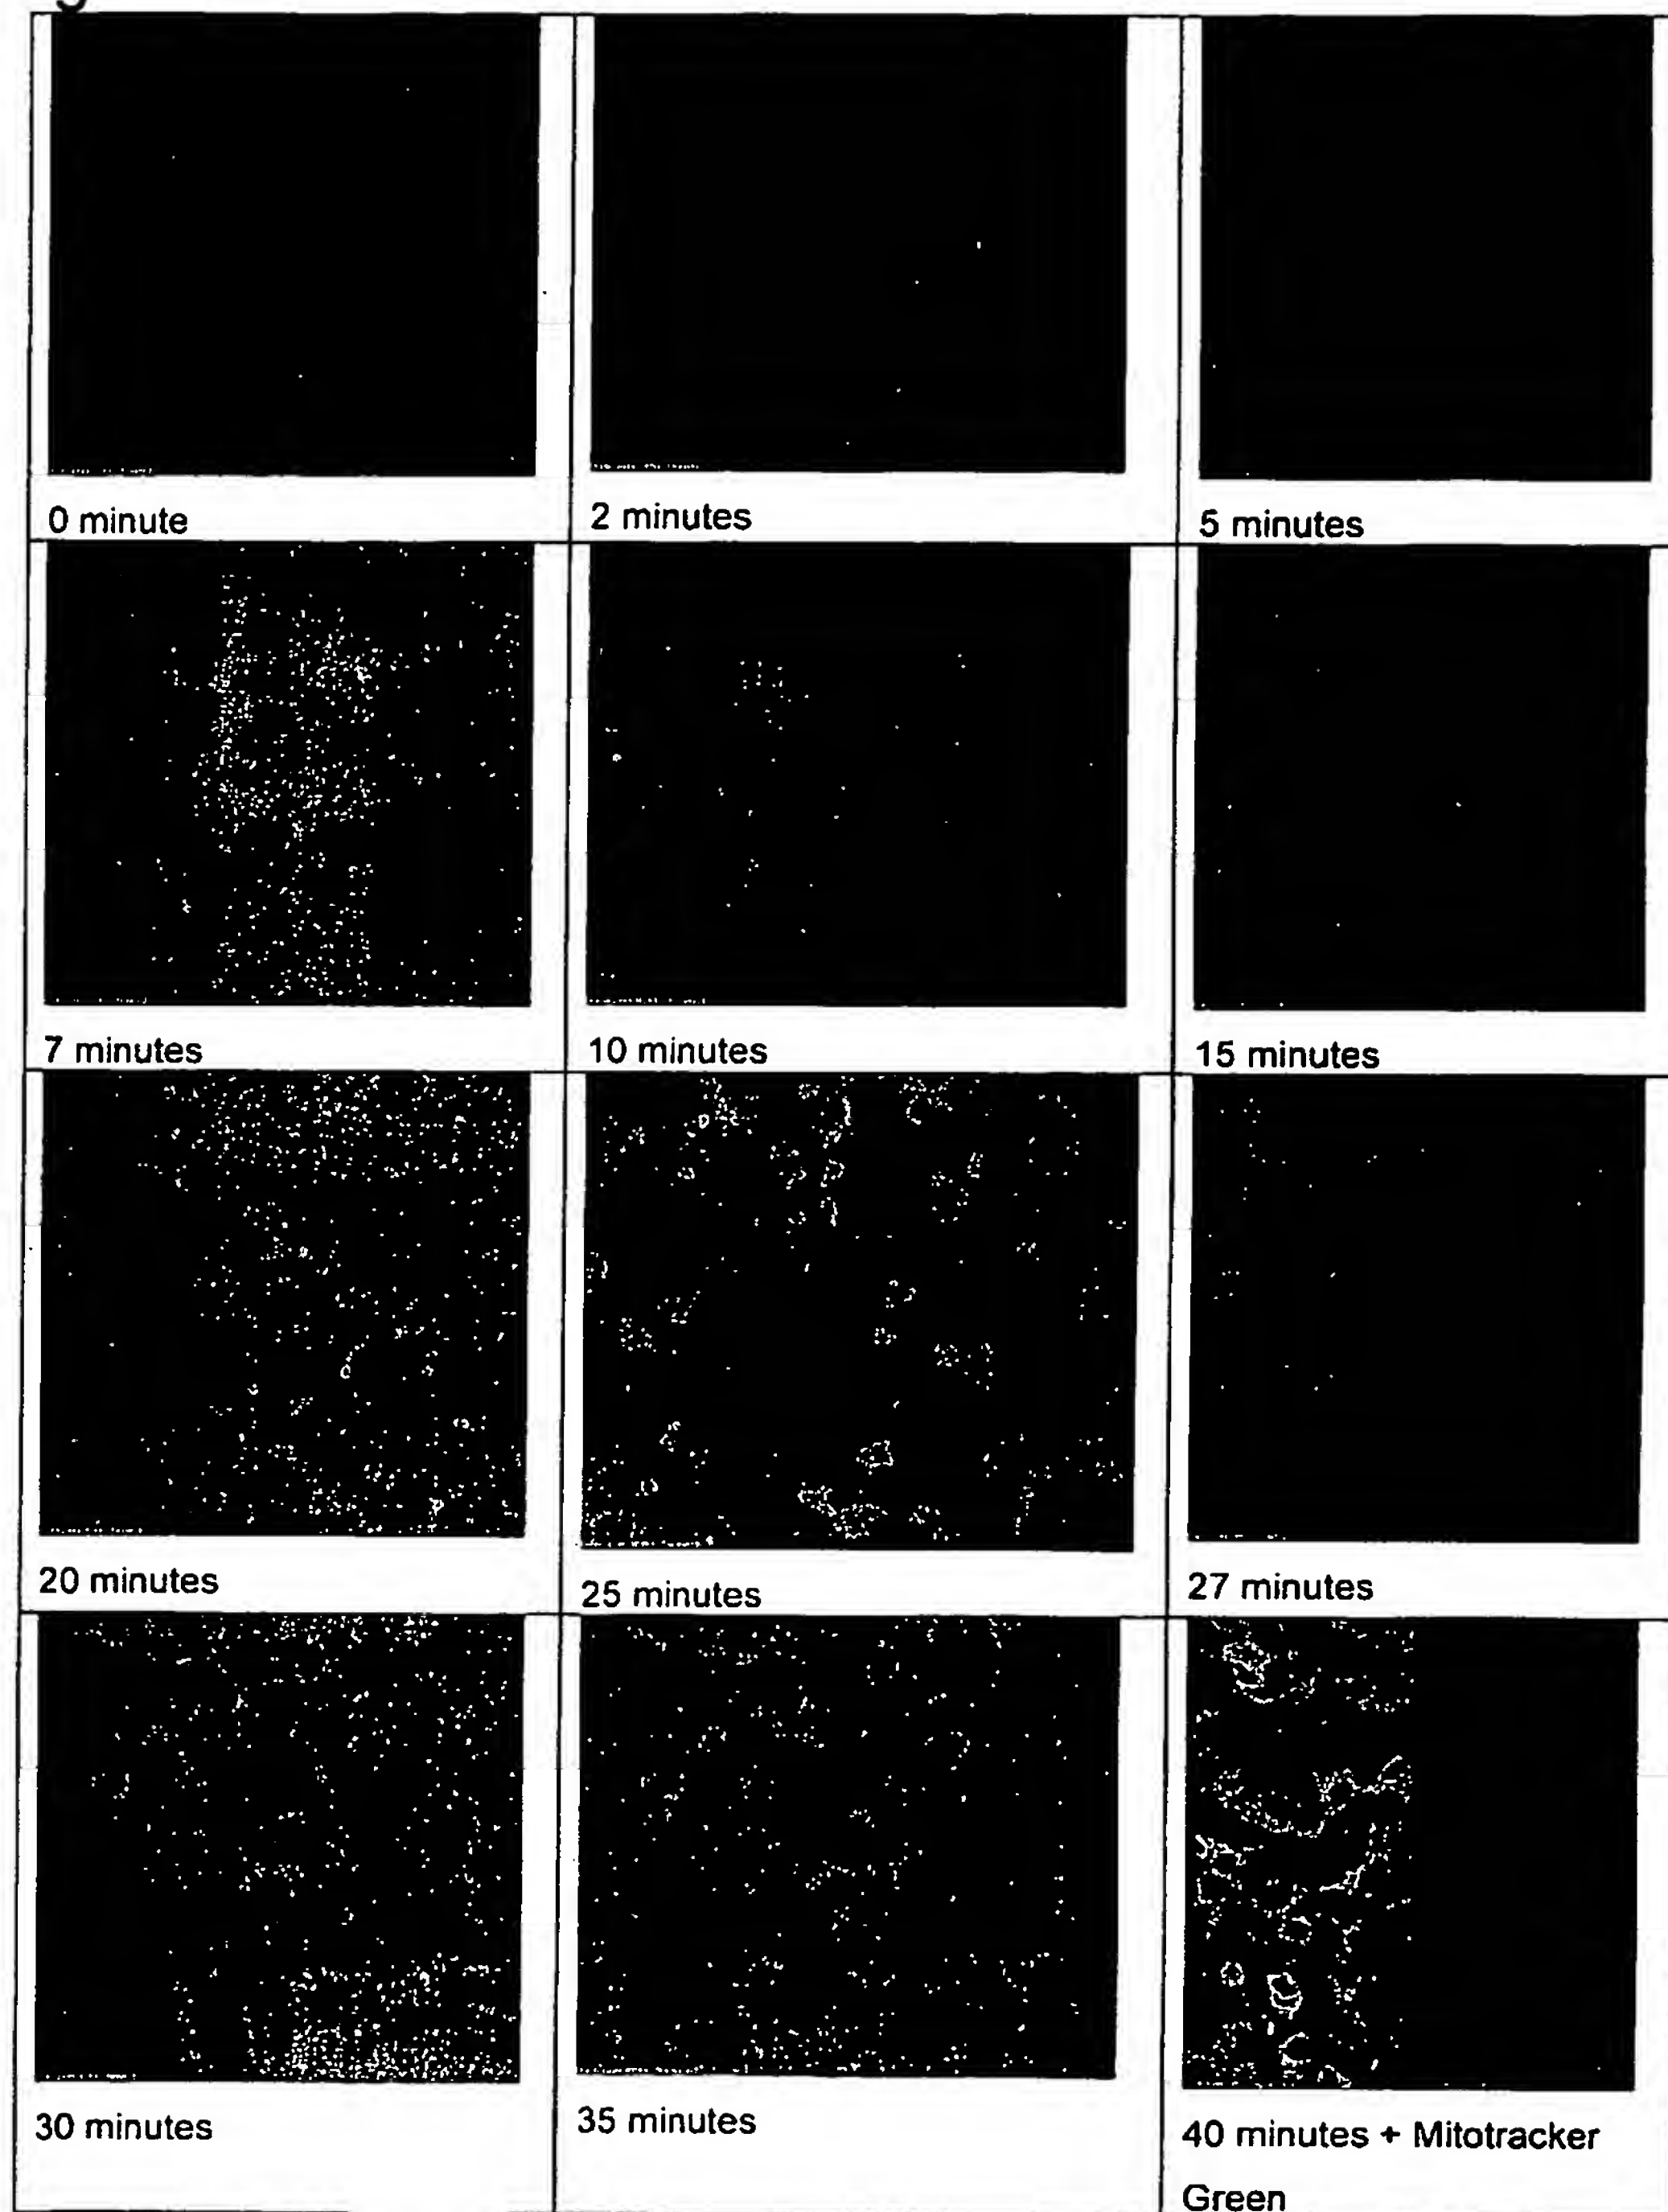 0 minute
2 minutes
5 minutes
7 minutes
10 minutes
15 minutes
20 minutes
25 minutes
27 minutes
30 minutes
35 minutes
40 minutes + Mitotracker
Green